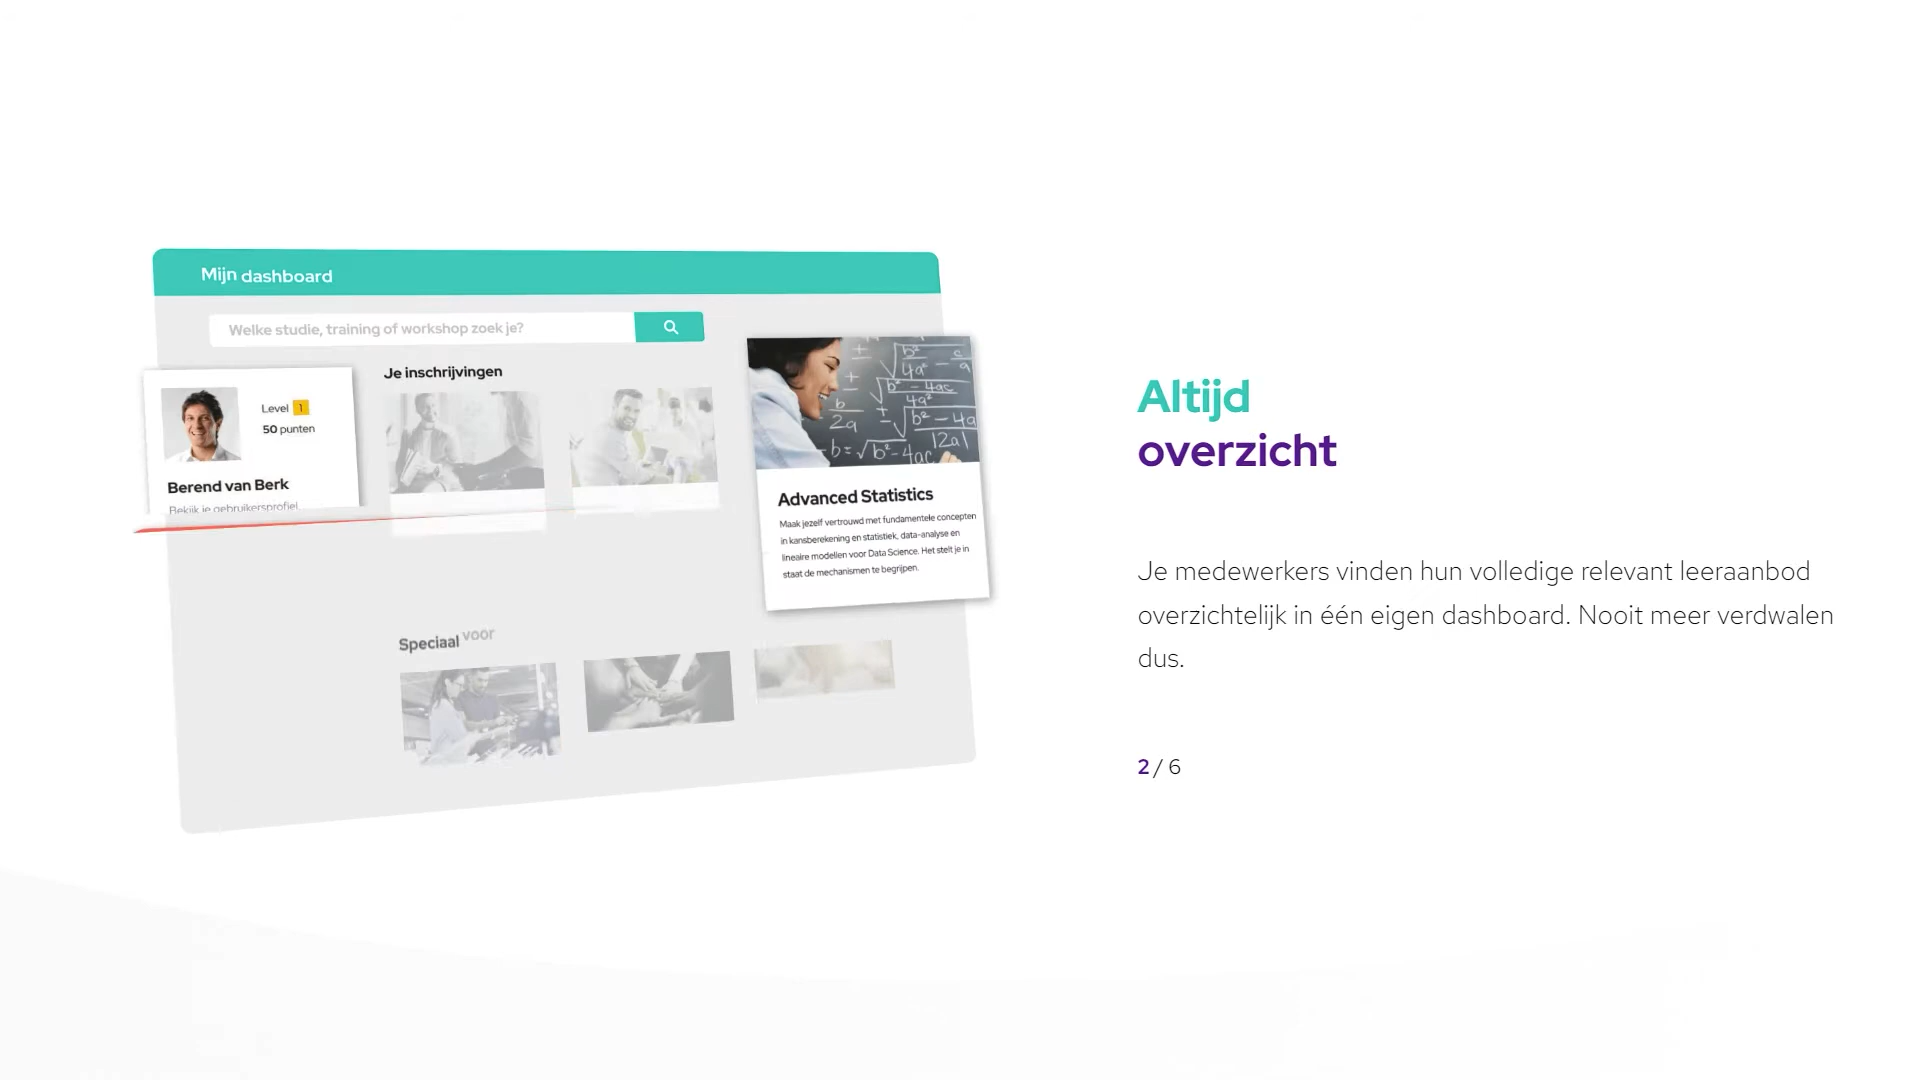 Mijn dashboard
Welke studie, training of workshop zoek je?
Je inschrijvingen
Level 1
50 punten
Berend van Berk
Bekijk je gebruikersprofiel
Advanced Statistics
Maak jezelf vertrouwd met fundamentele concepten
in kansberekening en statistiek, data-analyse en
lineaire modellen voor Data Science. Het stelt je in
staat de mechanismen te begrijpen.
Speciaal voor
Altijd
overzicht
Je medewerkers vinden hun volledige relevant leeraanbod
overzichtelijk in één eigen dashboard. Nooit meer verdwalen
dus.
2 / 6